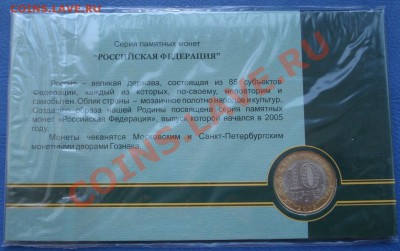 Серия памятных монет
"РОССИЙСКАЯ ФЕДЕРАЦИЯ"
Россия - великая держава, состоящая из 85 субъектов
Федерации, каждый из которых, по-своему, неповторим и
самобытен. Облик страны - мозаичное полотно народов и культур.
Созданию образа нашей Родины посвящена серия памятных
монет «Российская Федерация», выпуск которой начался в 2005
году.
Монеты чеканятся Московским и Санкт-Петербургским
монетными дворами Гознака.
10
COINS.LAVE.RU